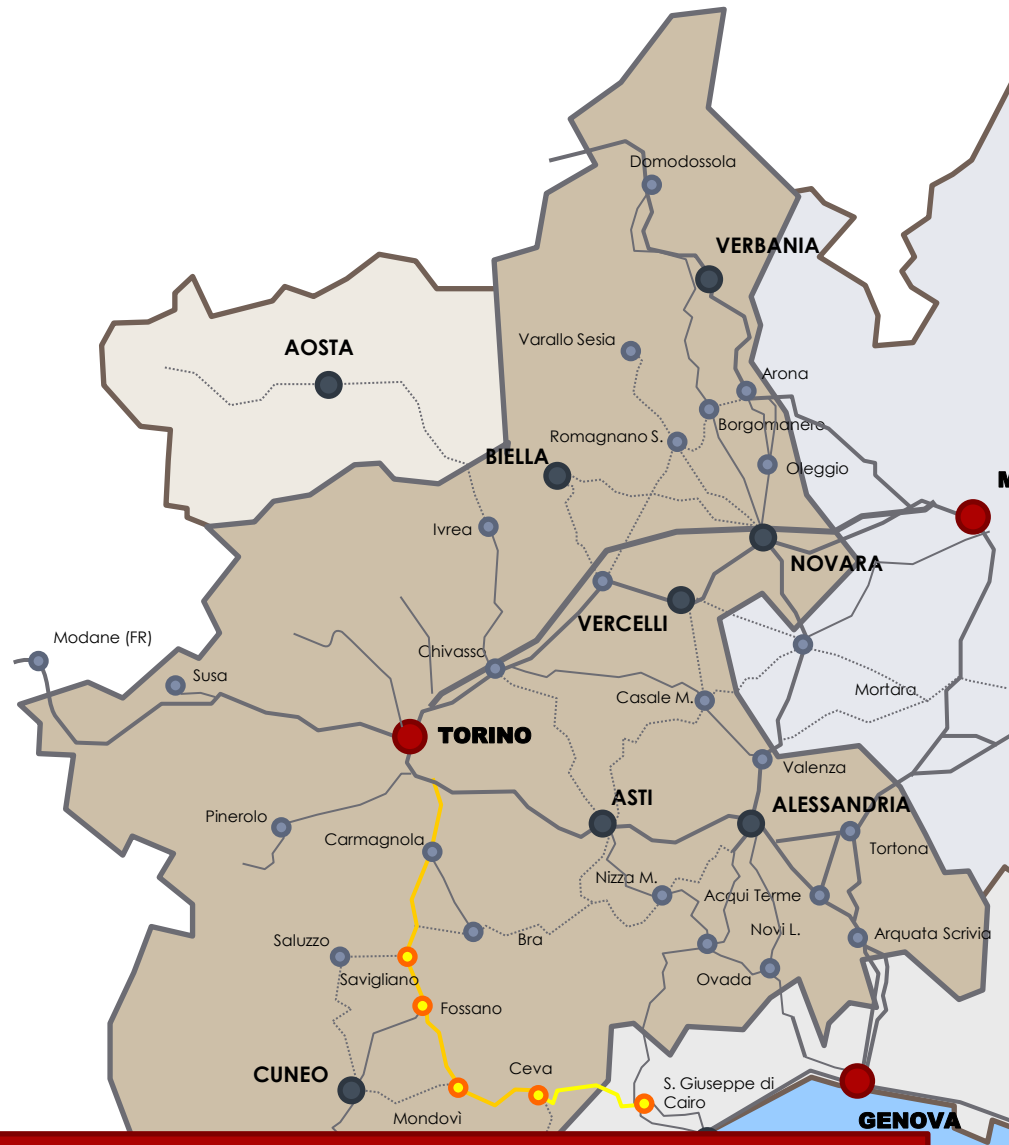 Domodossola
VERBANIA
Varallo Sesia
AOSTA
Arona
Borgomanero
Romagnano S.
BIELLA
Oleggio
M
Ivrea
NOVARA
VERCELLI
Modane (FR)
Chivasso
Susa
Casale M.
Mortara
TORINO
Valenza
ASTI
ALESSANDRIA
Pinerolo
Carmagnola
Tortona
Nizza M.
Acqui Terme
Novi L.
Arquata Scrivia
Saluzzo
Bra
Savigliano
Ovada
Fossano
CUNEO
Ceva
S. Giuseppe di
Cairo
Mondovì
GENOVA